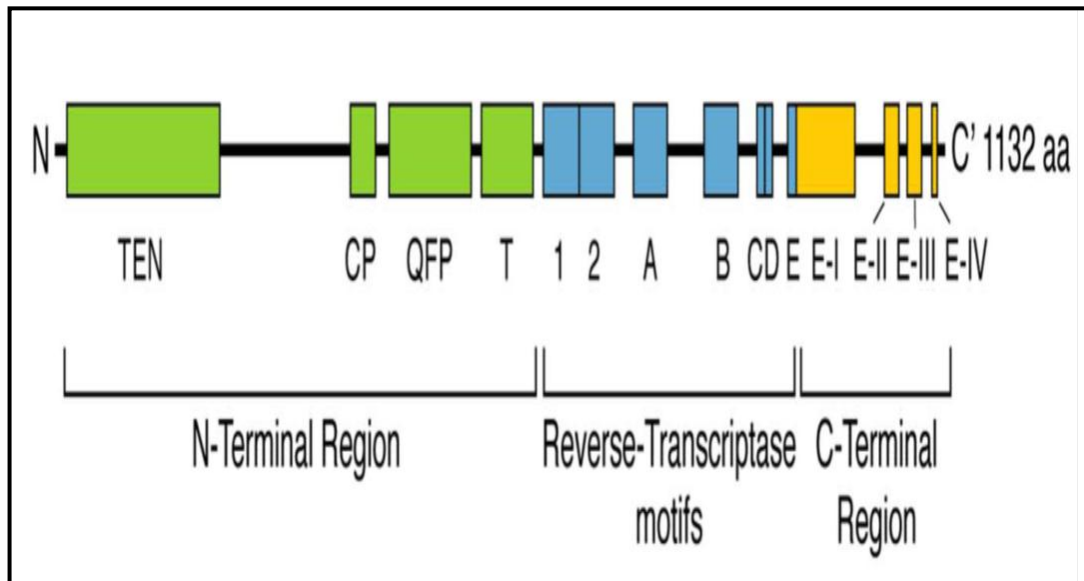 N C' 1132 aa
TEN CP QFP T 1 2 A B CD E E-I E-II E-III E-IV
N-Terminal Region
Reverse-Transcriptase
motifs
C-Terminal
Region